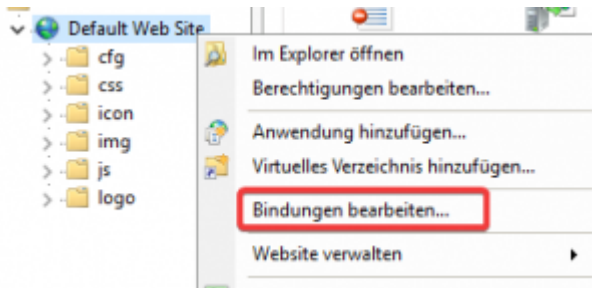 Default Web Site
cfg
css
icon
img
js
logo
Im Explorer öffnen
Berechtigungen bearbeiten...
Anwendung hinzufügen...
Virtuelles Verzeichnis hinzufügen...
Bindungen bearbeiten...
Website verwalten